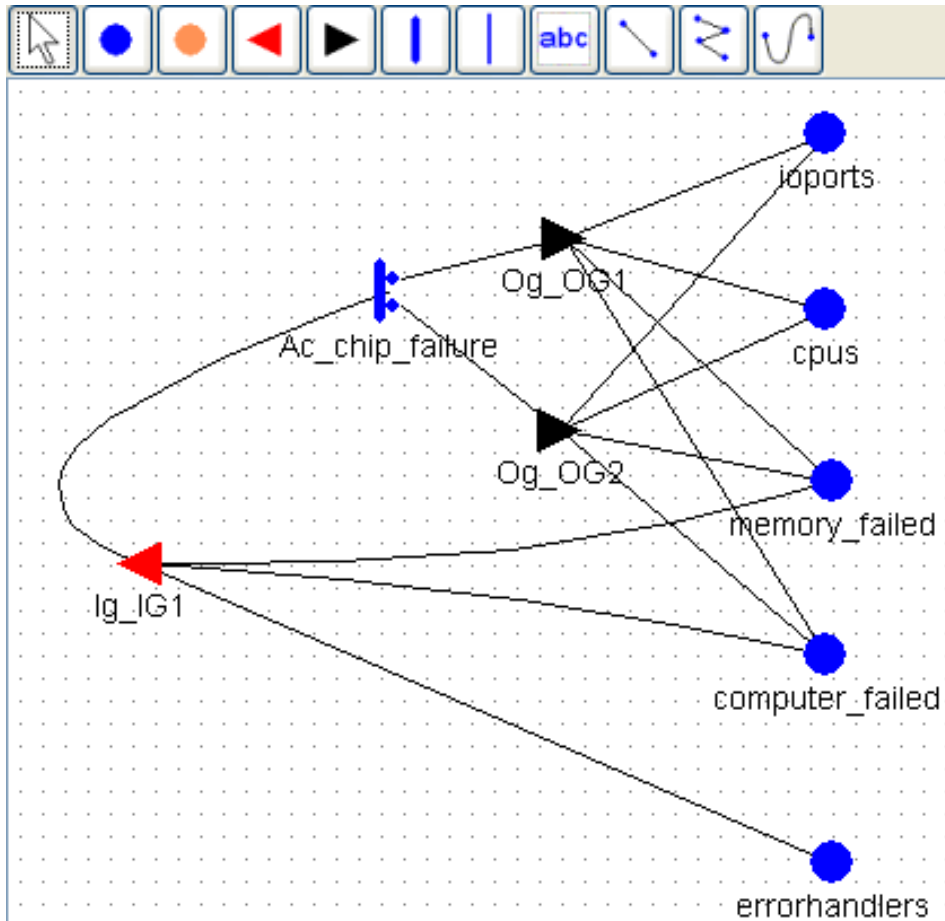 abc
ioports
Og_OG1
Ac_chip_failure
cpus
Og_OG2
memory_failed
Ig_IG1
computer_failed
errorhandlers